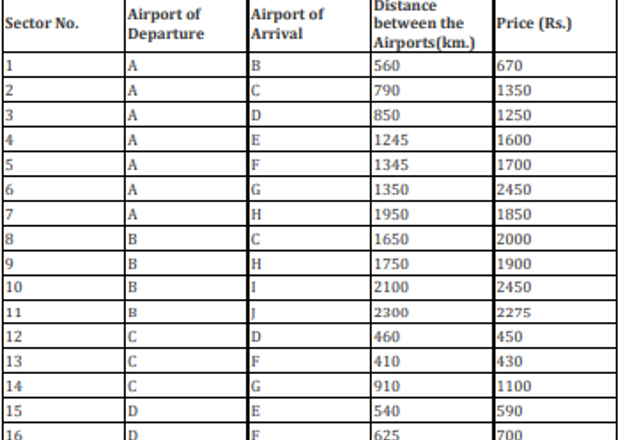 Sector No. Airport of Departure Airport of Arrival Distance between the Airports(km.) Price (Rs.)
1 A B 560 670
2 A C 790 1350
3 A D 850 1250
4 A E 1245 1600
5 A F 1345 1700
6 A G 1350 2450
7 A H 1950 1850
8 B C 1650 2000
9 B H 1750 1900
10 B I 2100 2450
11 B J 2300 2275
12 C D 460 450
13 C F 410 430
14 C G 910 1100
15 D E 540 590
16 D F 625 700